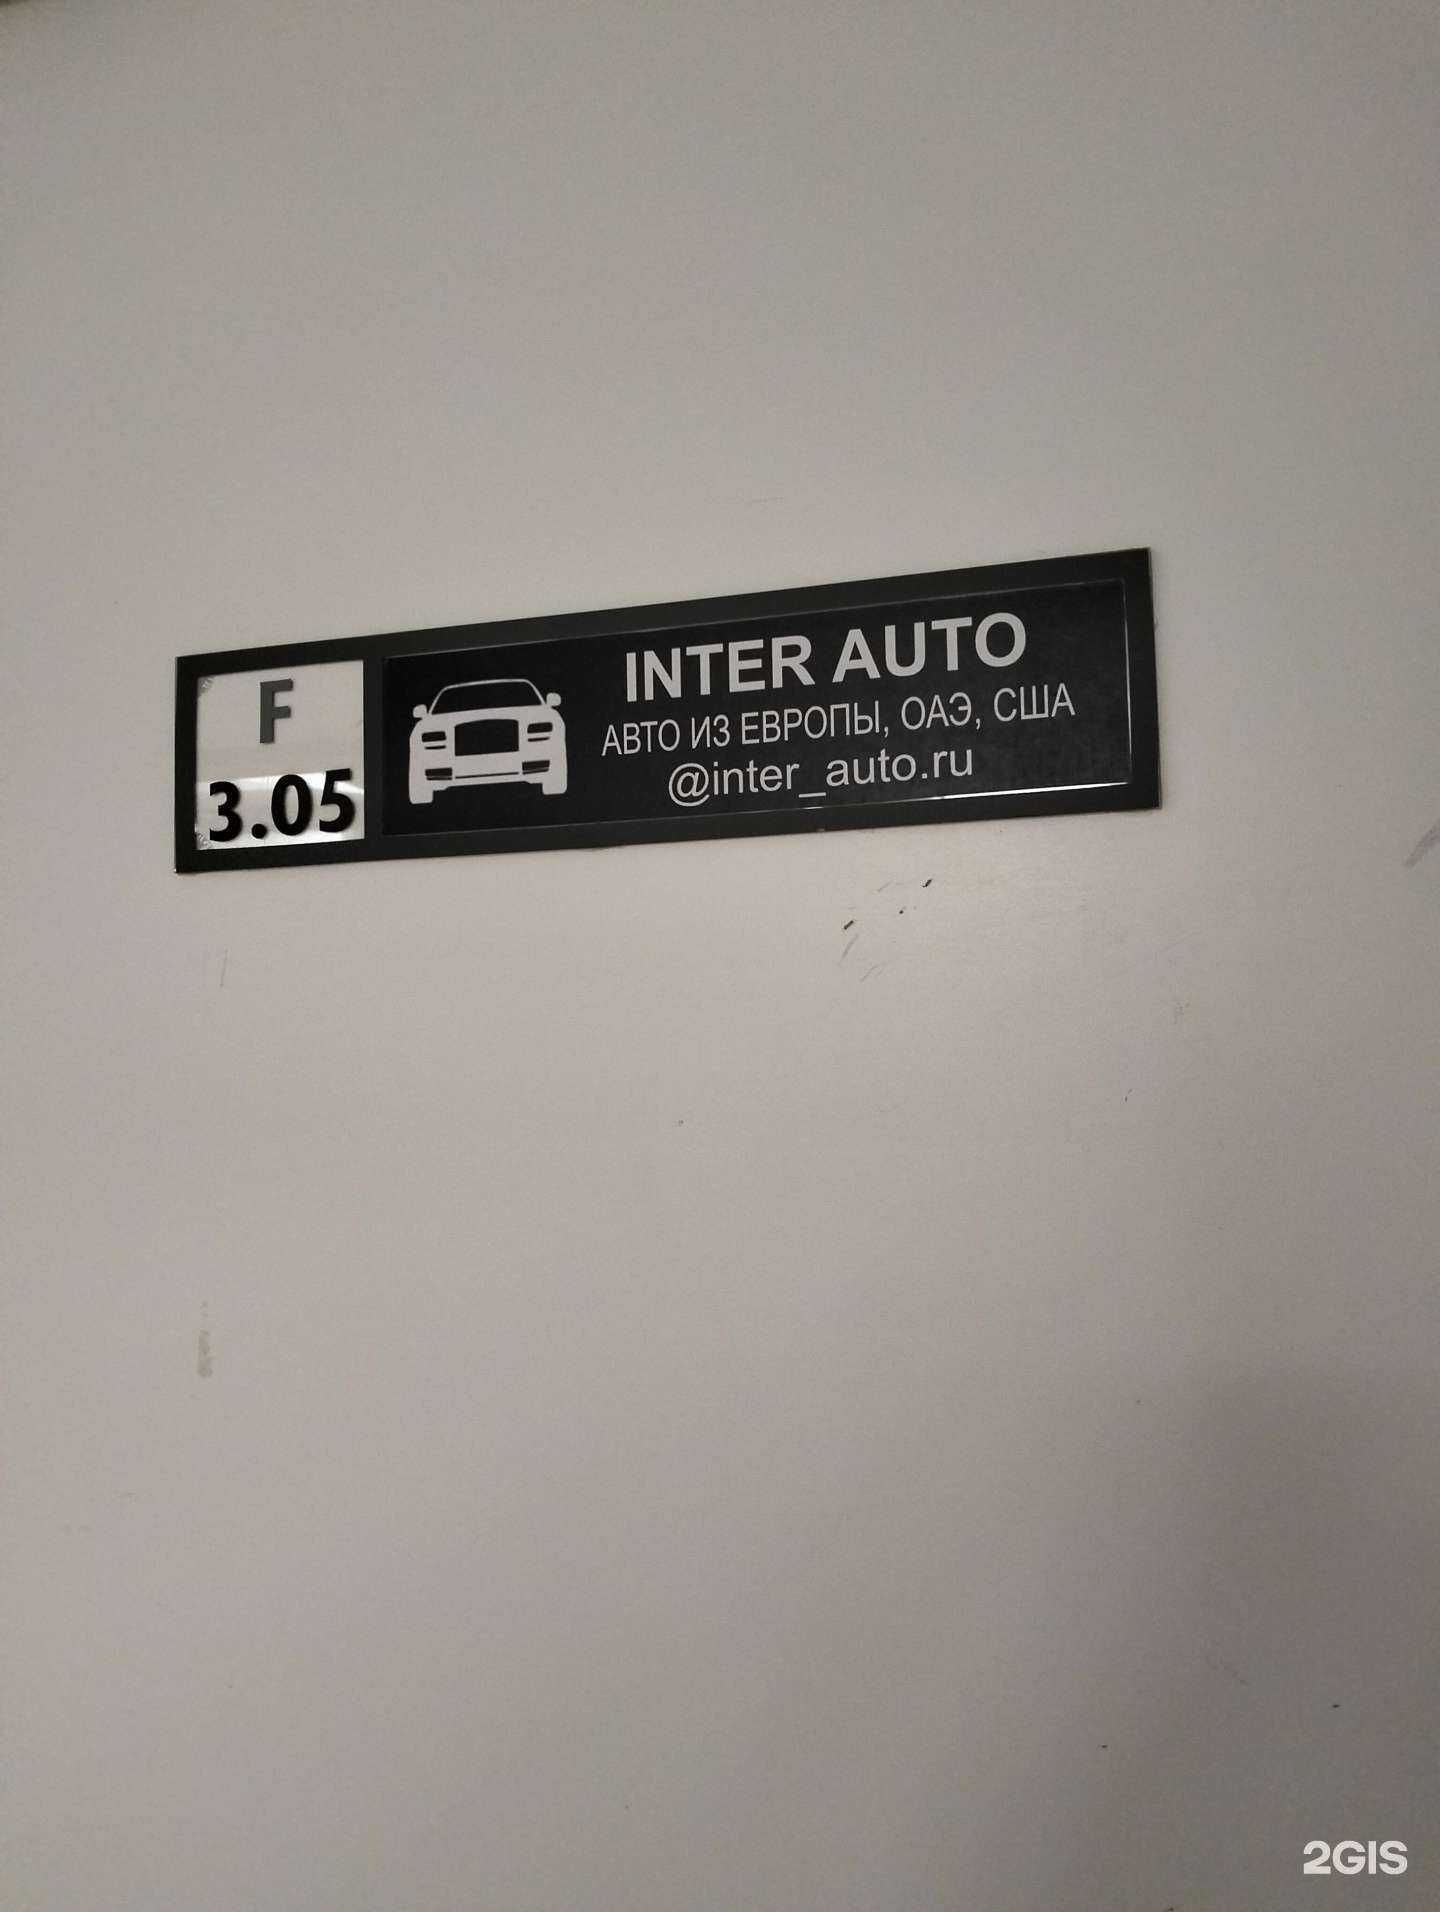 F
3.05
INTER AUTO
АВТО ИЗ ЕВРОПЫ, ОАЭ, США
@inter_auto.ru
2GIS